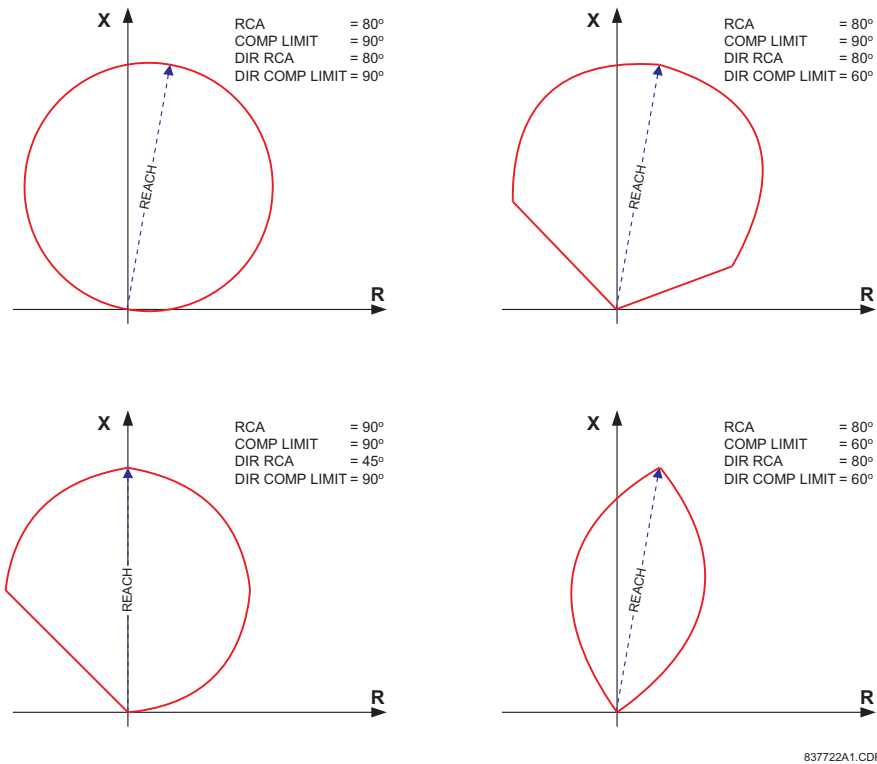 X
RCA = 80º
COMP LIMIT = 90º
DIR RCA = 80º
DIR COMP LIMIT = 90º
REACH
R
X
RCA = 80º
COMP LIMIT = 90º
DIR RCA = 80º
DIR COMP LIMIT = 60º
REACH
R
X
RCA = 90º
COMP LIMIT = 90º
DIR RCA = 45º
DIR COMP LIMIT = 90º
REACH
R
X
RCA = 80º
COMP LIMIT = 60º
DIR RCA = 80º
DIR COMP LIMIT = 60º
REACH
R
837722A1.CDR